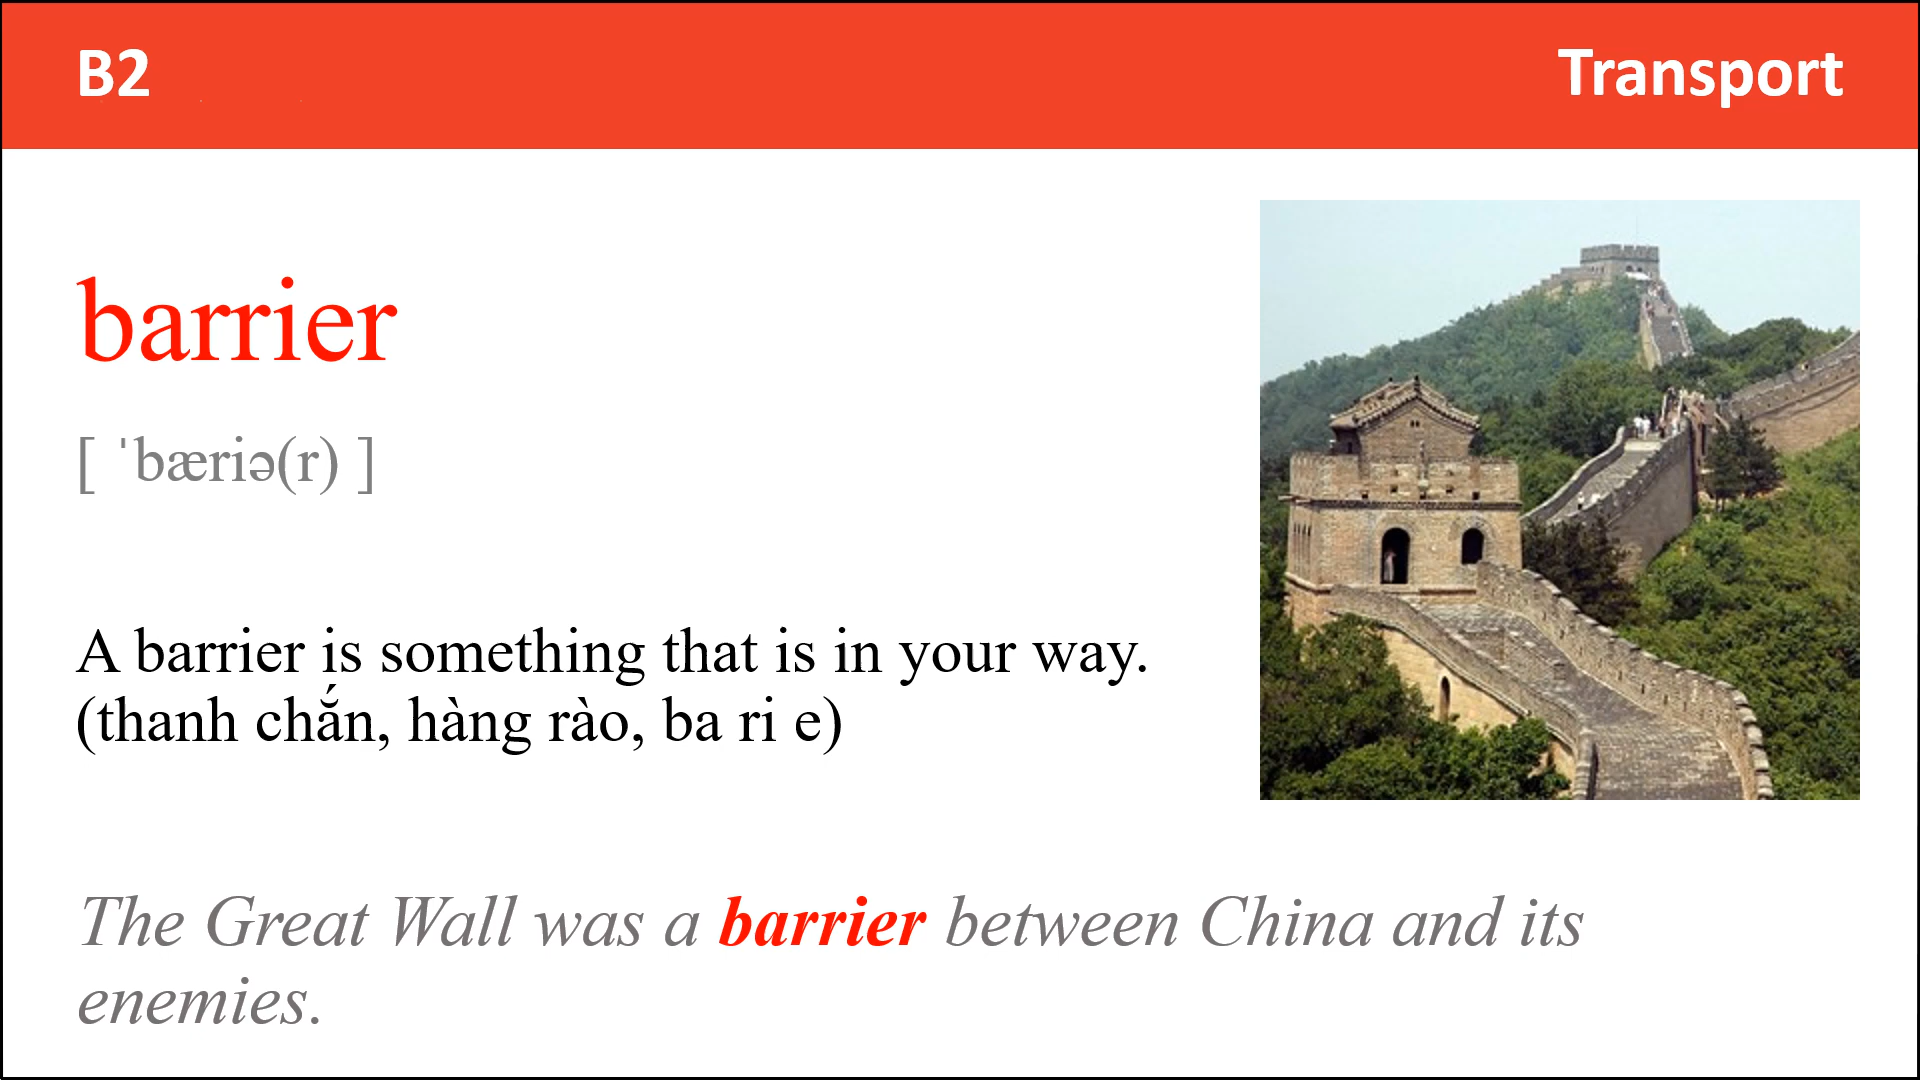 B2
Transport
barrier
[ ˈbæriə(r) ]
A barrier is something that is in your way.
(thanh chắn, hàng rào, ba ri e)
The Great Wall was a barrier between China and its
enemies.